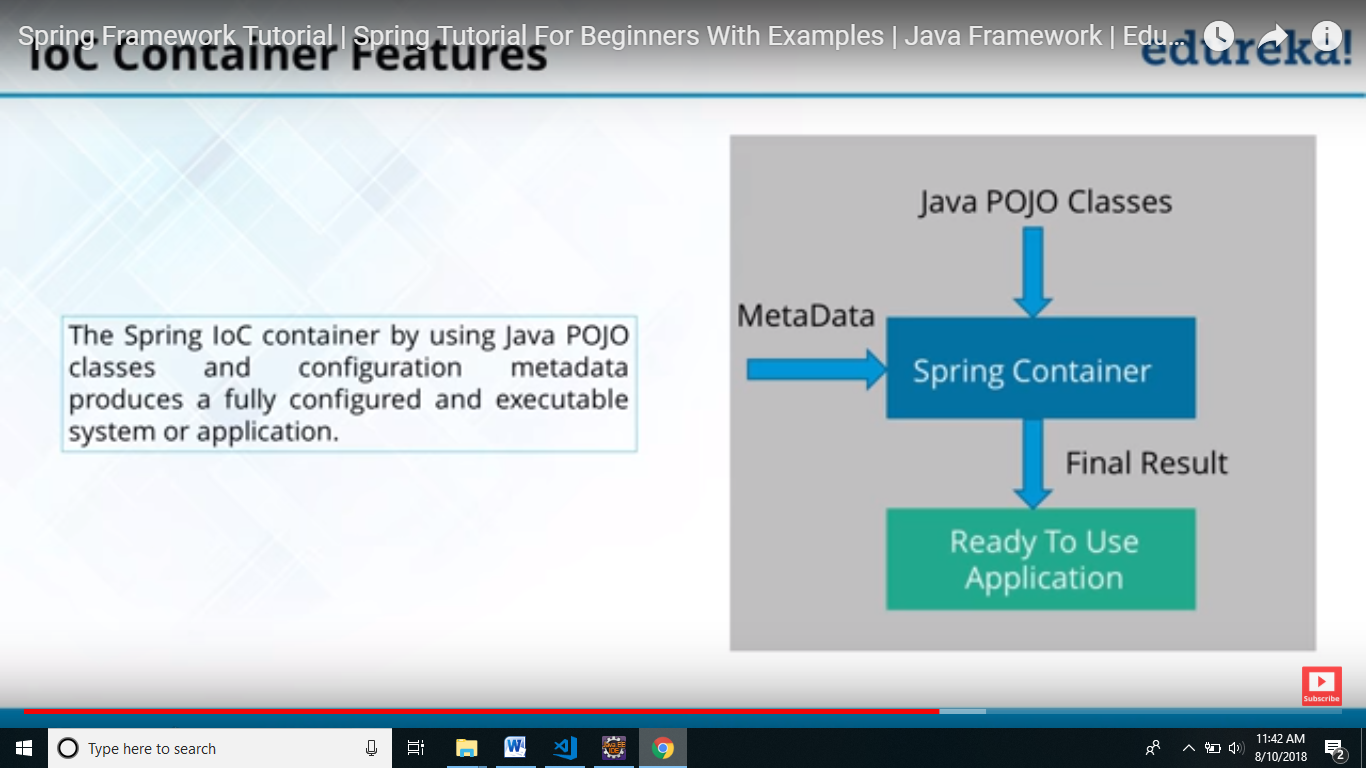 Spring Framework Tutorial | Spring Tutorial For Beginners With Examples | Java Framework | Edu...
IoC Container Features
edureka!
Java POJO Classes
MetaData
The Spring IoC container by using Java POJO
classes and configuration metadata
produces a fully configured and executable
system or application.
Spring Container
Final Result
Ready To Use
Application
Subscribe
Type here to search
11:42 AM
8/10/2018
2